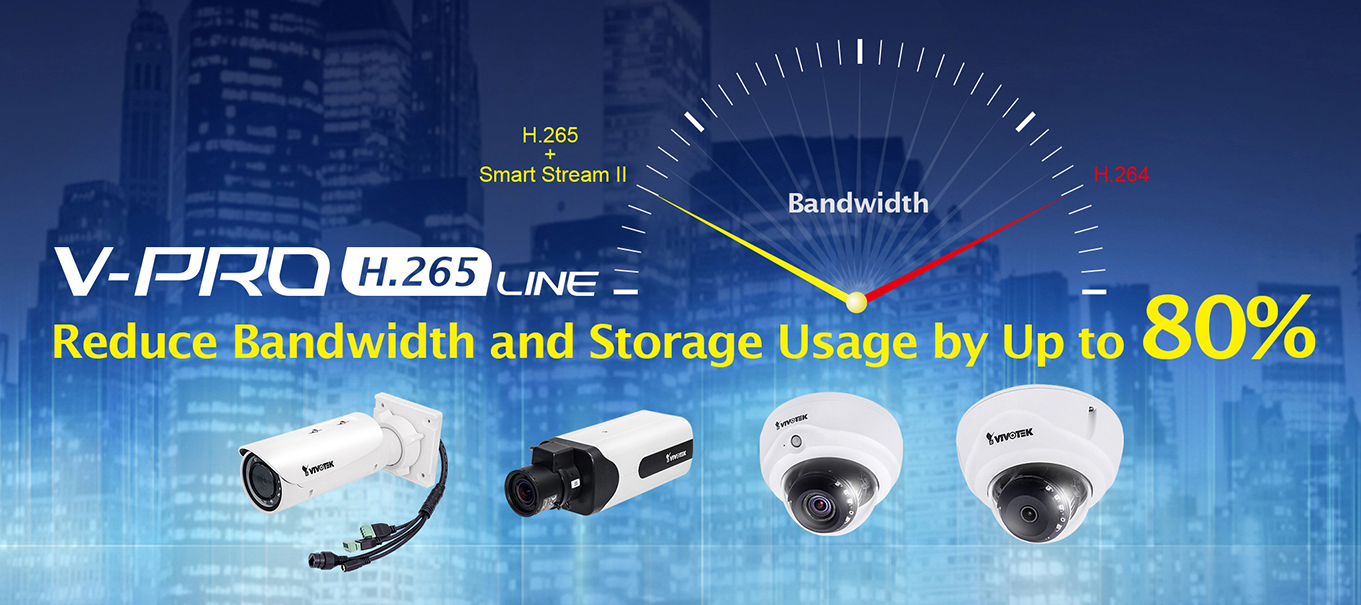 H.265
+
Smart Stream II
H.264
Bandwidth
V-PRO H.265 LINE
Reduce Bandwidth and Storage Usage by Up to 80%
VIVOTEK
VIVOTEK
VIVOTEK
VIVOTEK